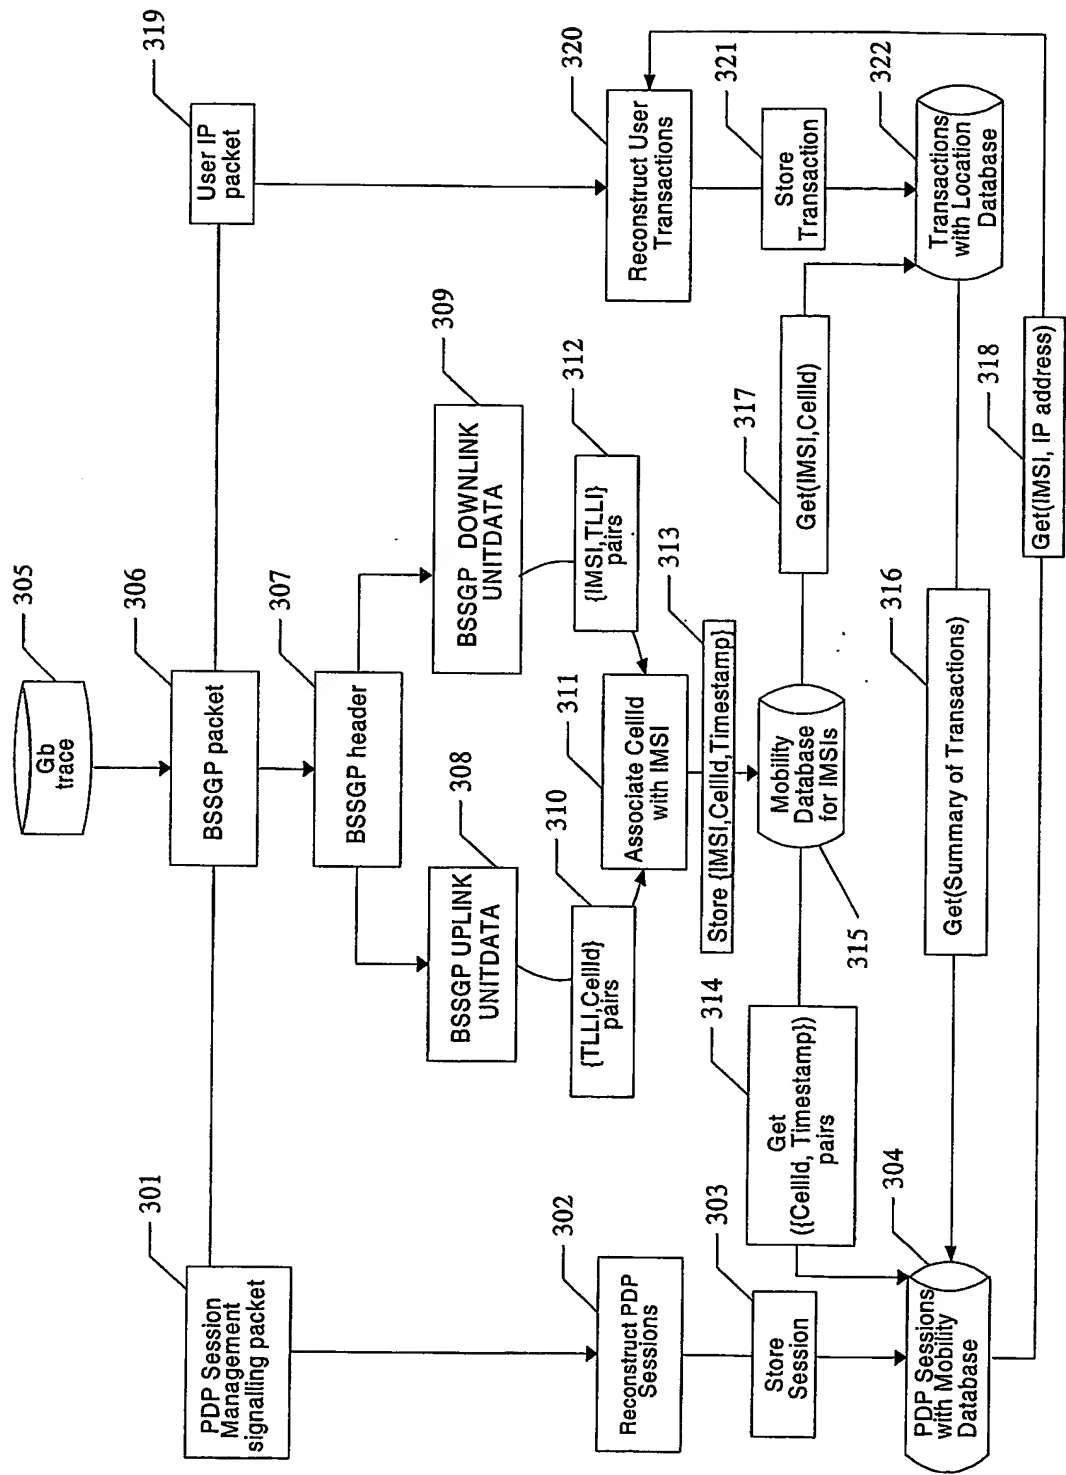 305
Gb
trace
306
BSSGP packet
319
User IP
packet
301
PDP Session
Management
signalling packet
307
BSSGP header
308
BSSGP UPLINK
UNITDATA
309
BSSGP DOWNLINK
UNITDATA
310
{TLLI,CellId}
pairs
312
{IMSI,TLLI}
pairs
302
Reconstruct PDP
Sessions
311
Associate CellId
with IMSI
320
Reconstruct User
Transactions
313
Store {IMSI,CellId,Timestamp}
303
Store
Session
314
Get
({CellId, Timestamp})
pairs
Mobility
Database
for IMSIs
315
317
Get(IMSI,CellId)
321
Store
Transaction
304
PDP Sessions
with Mobility
Database
316
Get(Summary of Transactions)
322
Transactions
with Location
Database
318
Get(IMSI, IP address)